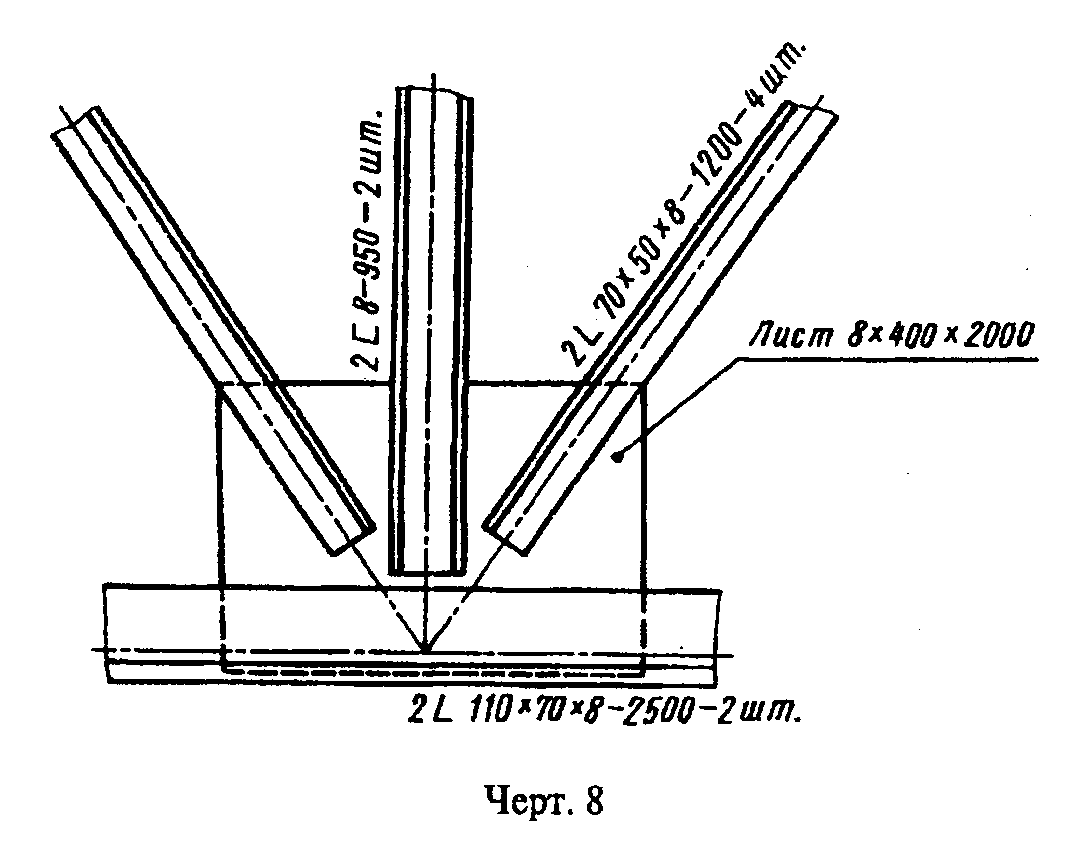 2 ⊏ 8–950–2 шт.
2 ∟ 70×50×8–1200–4 шт.
Лист 8×400×2000
2 ∟ 110×70×8–2500–2 шт.
Черт. 8